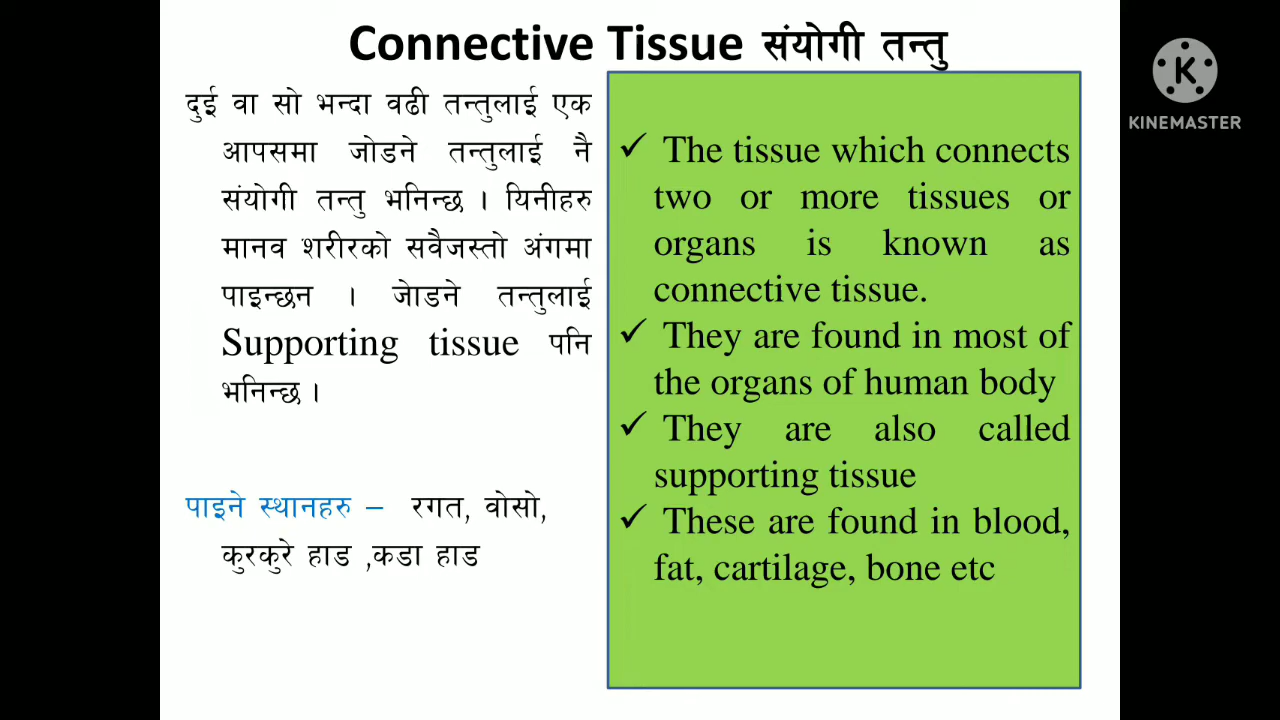 Connective Tissue संयोगी तन्तु
दुई वा सो भन्दा वढी तन्तुलाई एक
आपसमा जोडने तन्तुलाई नै
संयोगी तन्तु भनिन्छ । यिनीहरु
मानव शरीरको सवैजस्तो अंगमा
पाइन्छन । जेाडने तन्तुलाई
Supporting tissue पनि
भनिन्छ ।
पाइने स्थानहरु – रगत, वोसो,
कुरकुरे हाड ,कडा हाड
✓ The tissue which connects
two or more tissues or
organs is known as
connective tissue.
✓ They are found in most of
the organs of human body
✓ They are also called
supporting tissue
✓ These are found in blood,
fat, cartilage, bone etc
K
KINEMASTER